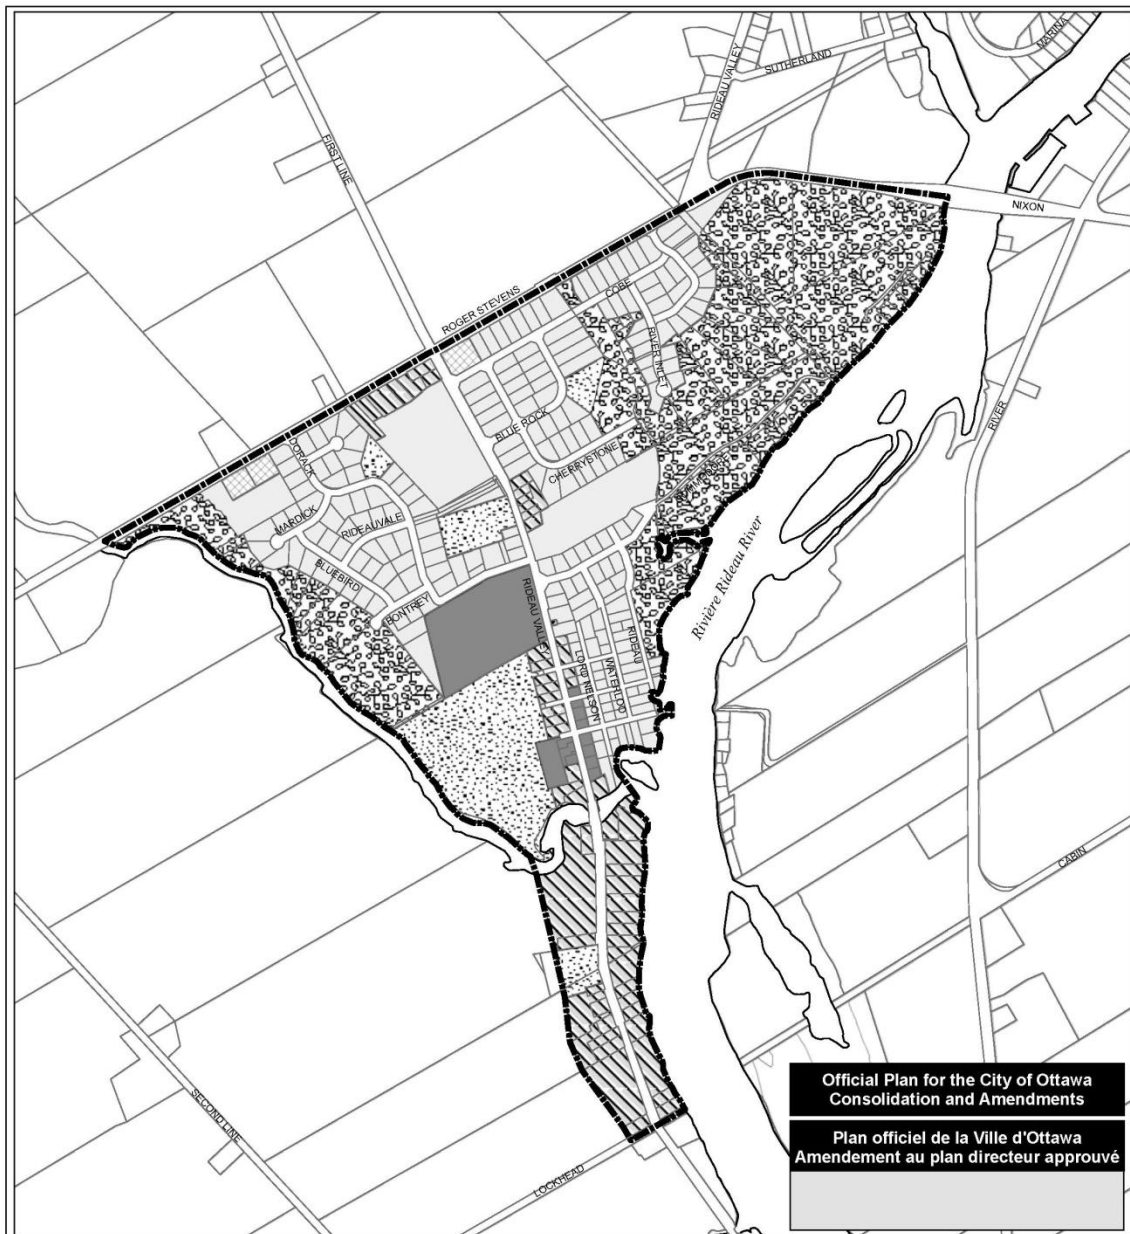 MARINA
SUTHERLAND
RIDEAU VALLEY
FIRST LINE
NIXON
ROGER STEVENS
COBE
RIVER INLET
RIVER
BLUE ROCK
DORACK
CHERRYSTONE
MARDICK
RIDEAUVALE
BLUEBIRD
Rivière Rideau River
BONTREY
RIDEAU VALLEY
RIDEAU
LORD NELSON
WATERLOO
CABIN
SECOND LINE
LOCKHEAD
Official Plan for the City of Ottawa
Consolidation and Amendments
Plan officiel de la Ville d'Ottawa
Amendement au plan directeur approuvé